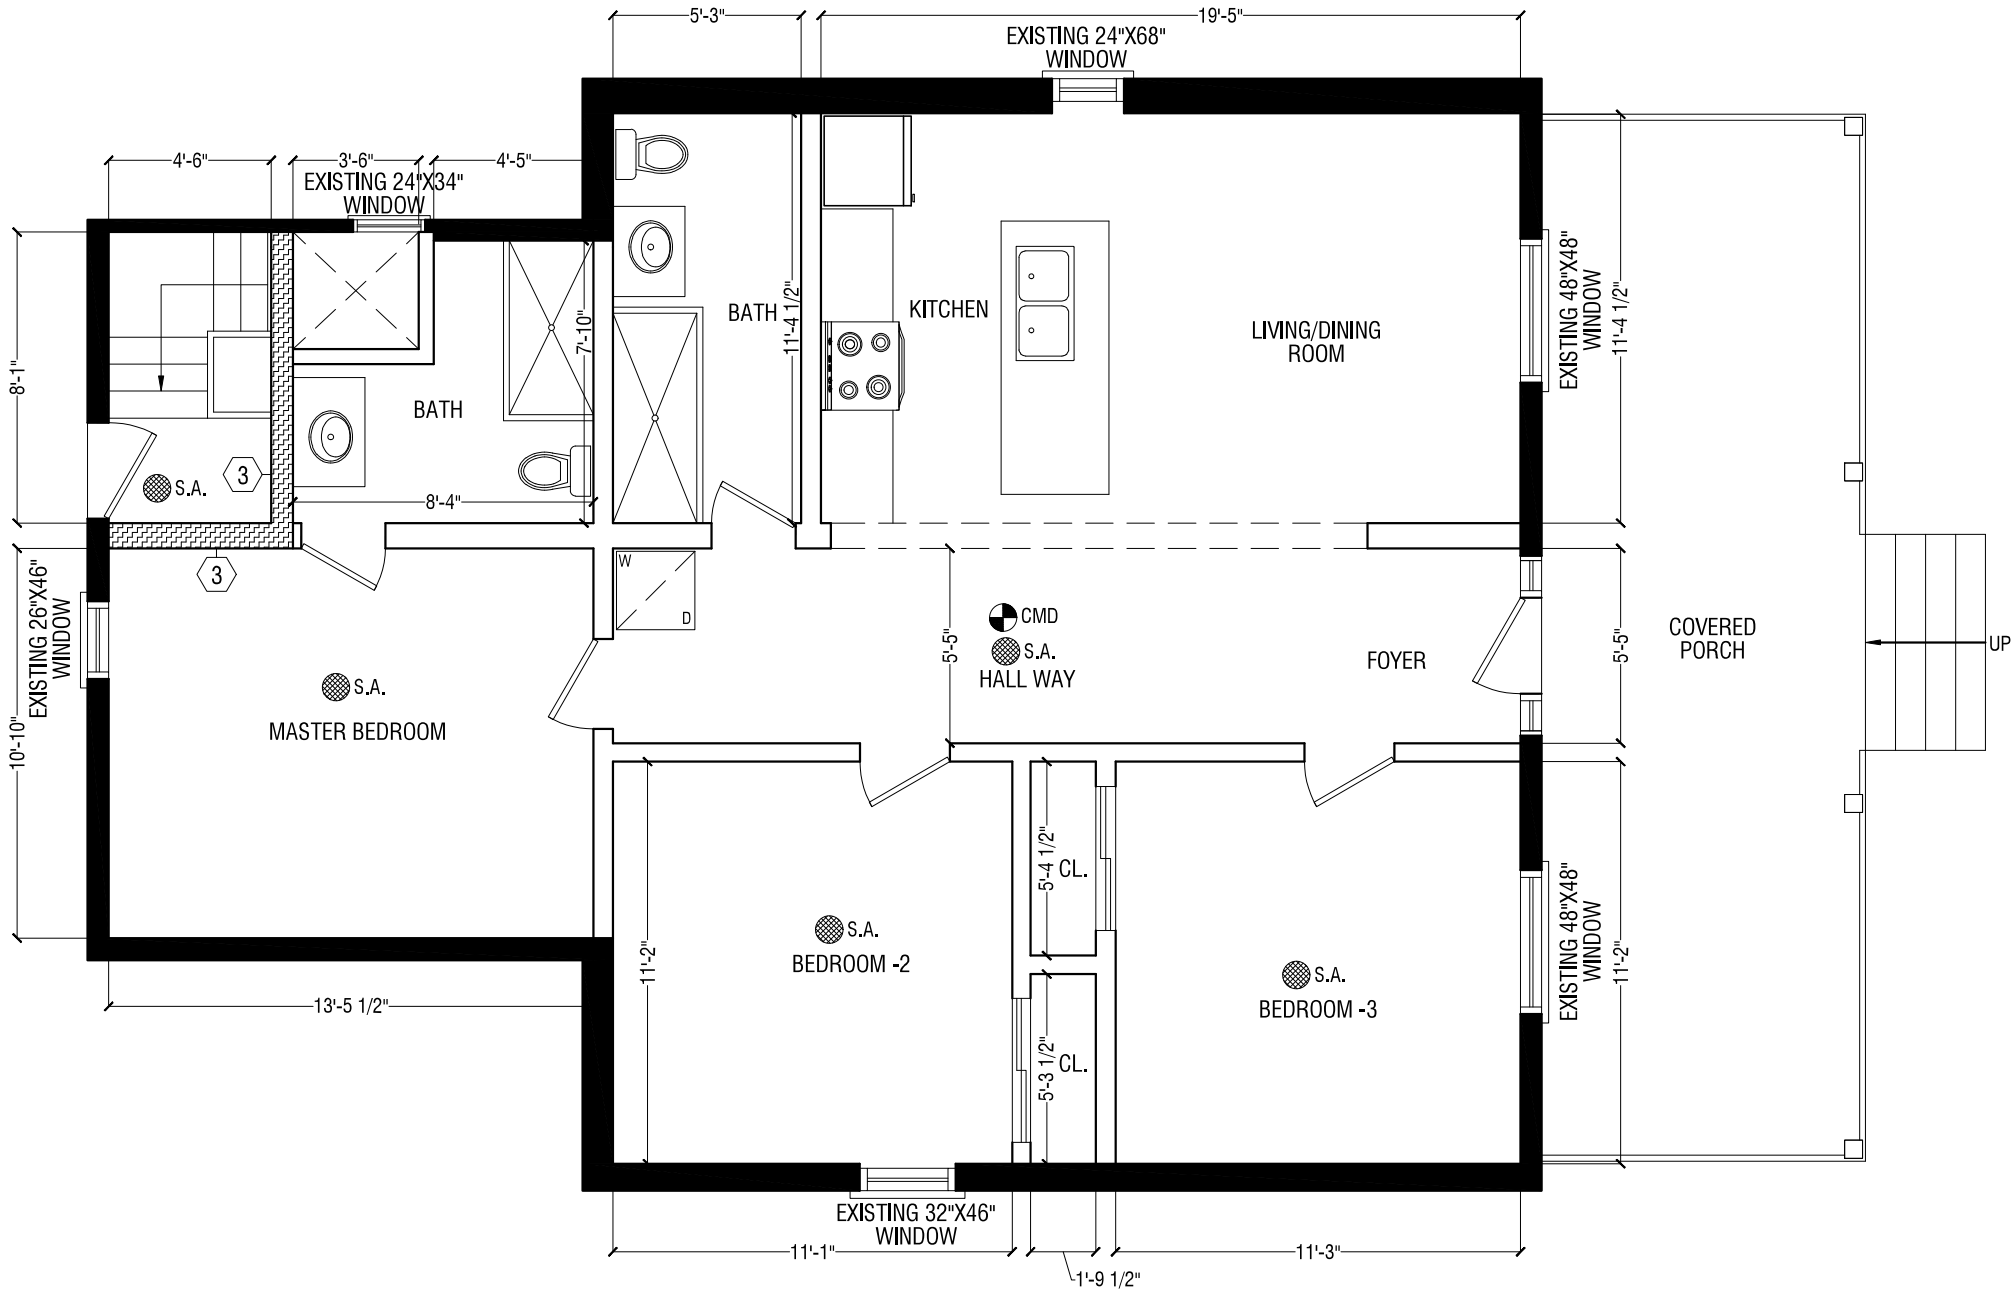 5'-3"
19'-5"
EXISTING 24"X68"
WINDOW
4'-6"
3'-6"
4'-5"
EXISTING 24"X34"
WINDOW
8'-1"
7'-10"
BATH
11'-4 1/2"
KITCHEN
LIVING/DINING
ROOM
EXISTING 48"X48"
WINDOW
11'-4 1/2"
BATH
3
S.A.
8'-4"
3
W
D
EXISTING 26"X46"
WINDOW
CMD
S.A.
HALL WAY
5'-5"
FOYER
5'-5"
COVERED
PORCH
UP
S.A.
MASTER BEDROOM
10'-10"
5'-4 1/2"
CL.
S.A.
BEDROOM -2
11'-2"
S.A.
BEDROOM -3
EXISTING 48"X48"
WINDOW
11'-2"
13'-5 1/2"
5'-3 1/2"
CL.
EXISTING 32"X46"
WINDOW
11'-1"
11'-3"
1'-9 1/2"